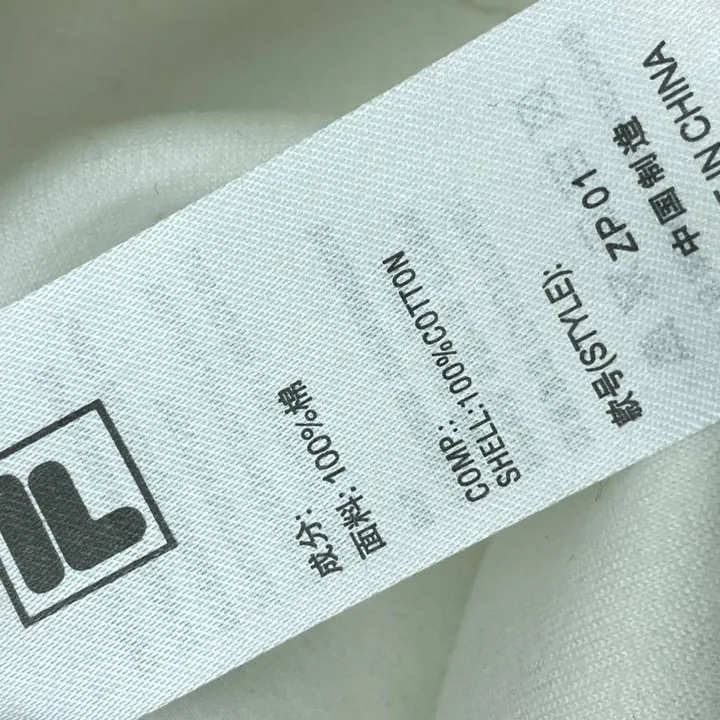 成分:
面料: 100%棉
COMP.:
SHELL:100%COTTON
款号(STYLE): ZP 01
中国制造
IN CHINA